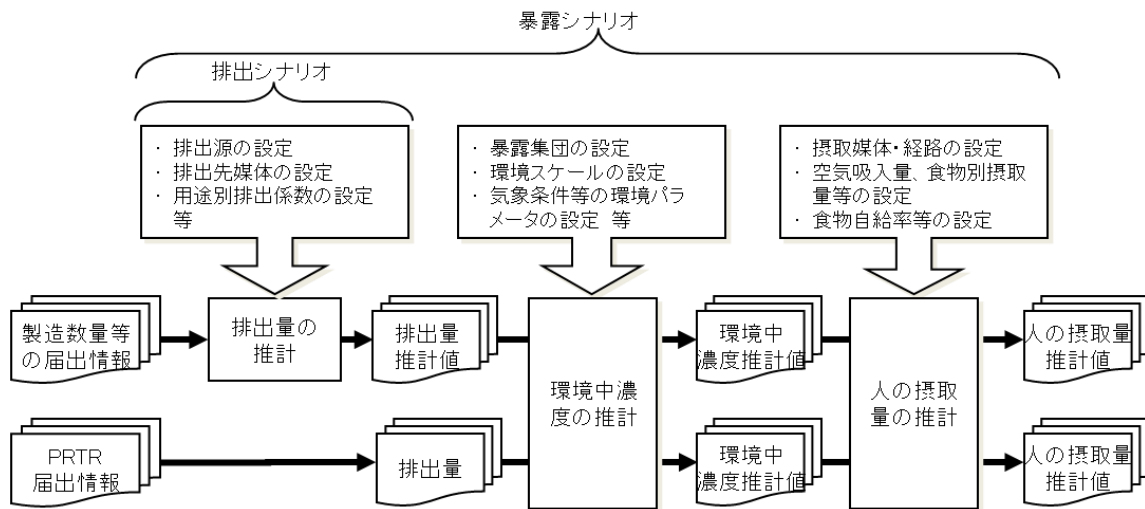 暴露シナリオ
排出シナリオ
・ 排出源の設定
・ 排出先媒体の設定
・ 用途別排出係数の設定
等
・ 暴露集団の設定
・ 環境スケールの設定
・ 気象条件等の環境パラ
メータの設定 等
・ 摂取媒体・経路の設定
・ 空気吸入量、食物別摂取
量等の設定
・ 食物自給率等の設定
製造数量等
の届出情報
排出量の
推計
排出量
推計値
環境中濃
度の推計
環境中
濃度推計値
人の摂取
量の推計
人の摂取量
推計値
PRTR
届出情報
排出量
環境中
濃度推計値
人の摂取量
推計値